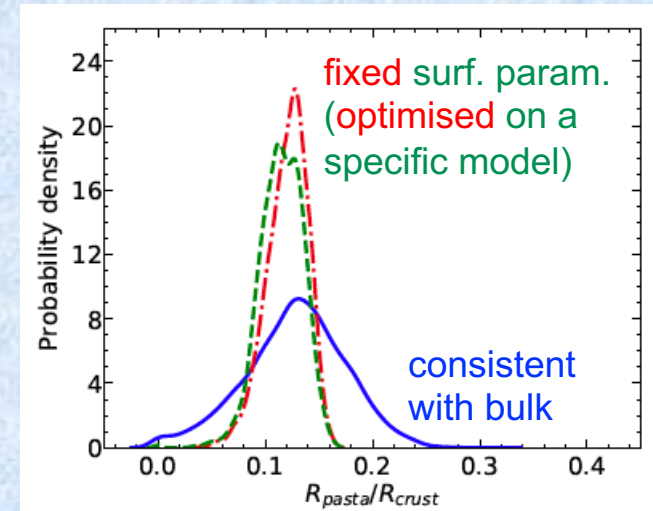 24
20
16
12
8
4
0
Probability density
fixed surf. param.
(optimised on a
specific model)
consistent
with bulk
0.0 0.1 0.2 0.3 0.4
R_pasta/R_crust